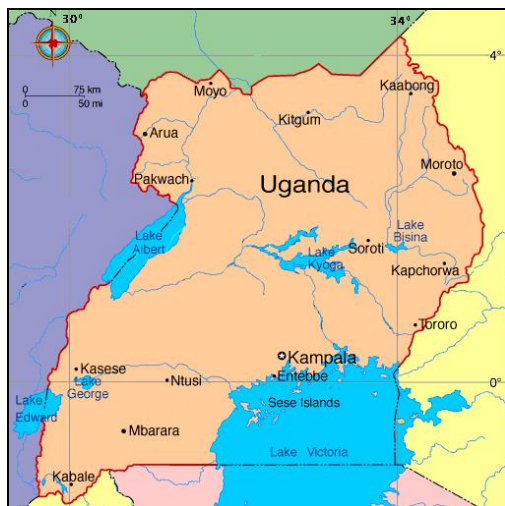 N
30°
34°
4°
0 75 km
0 50 mi
Moyo
Kaabong
Kitgum
Arua
Moroto
Pakwach
Uganda
Lake
Albert
Lake
Bisina
Soroti
Lake
Kyoga
Kapchorwa
Tororo
Kampala
Kasese
Entebbe
Lake
George
Ntusi
0°
Lake
Edward
Sese Islands
Mbarara
Lake Victoria
Kabale